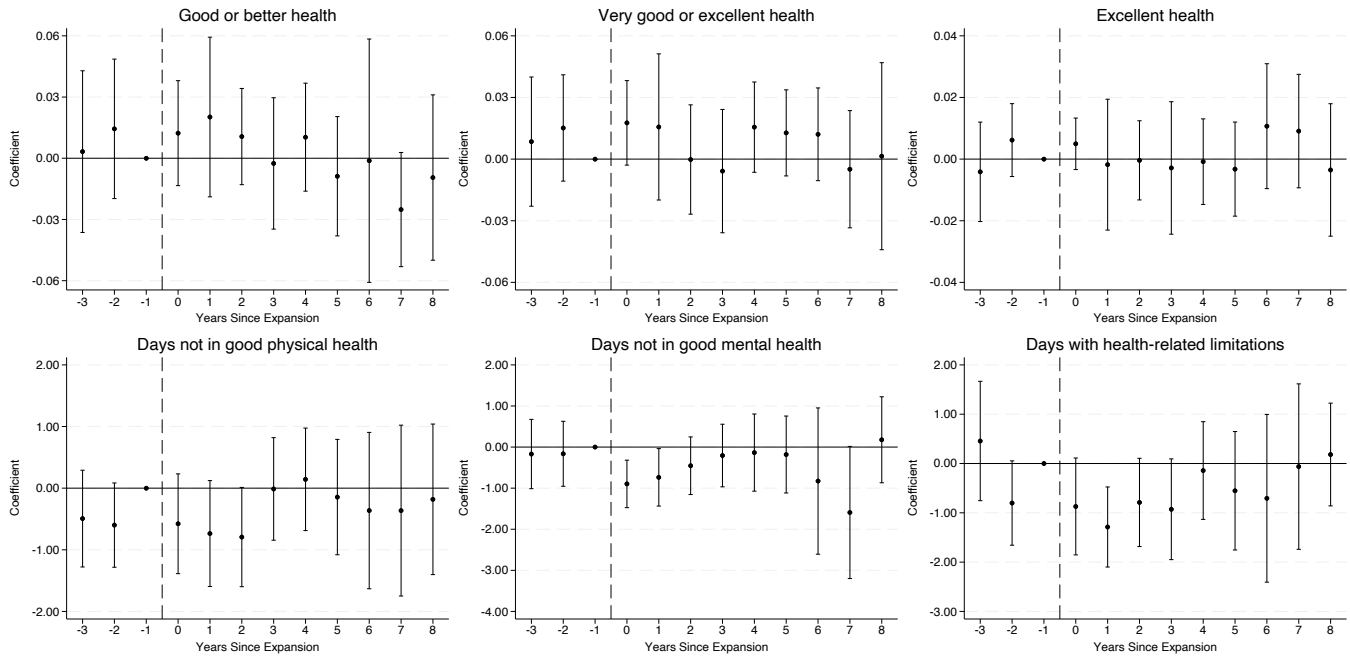 Good or better health
0.06
0.03
0.00
-0.03
-0.06
Coefficient
-3 -2 -1 0 1 2 3 4 5 6 7 8
Years Since Expansion
Very good or excellent health
0.06
0.03
0.00
-0.03
-0.06
Coefficient
-3 -2 -1 0 1 2 3 4 5 6 7 8
Years Since Expansion
Excellent health
0.04
0.02
0.00
-0.02
-0.04
Coefficient
-3 -2 -1 0 1 2 3 4 5 6 7 8
Years Since Expansion
Days not in good physical health
2.00
1.00
0.00
-1.00
-2.00
Coefficient
-3 -2 -1 0 1 2 3 4 5 6 7 8
Years Since Expansion
Days not in good mental health
2.00
1.00
0.00
-1.00
-2.00
-3.00
-4.00
Coefficient
-3 -2 -1 0 1 2 3 4 5 6 7 8
Years Since Expansion
Days with health-related limitations
2.00
1.00
0.00
-1.00
-2.00
-3.00
Coefficient
-3 -2 -1 0 1 2 3 4 5 6 7 8
Years Since Expansion